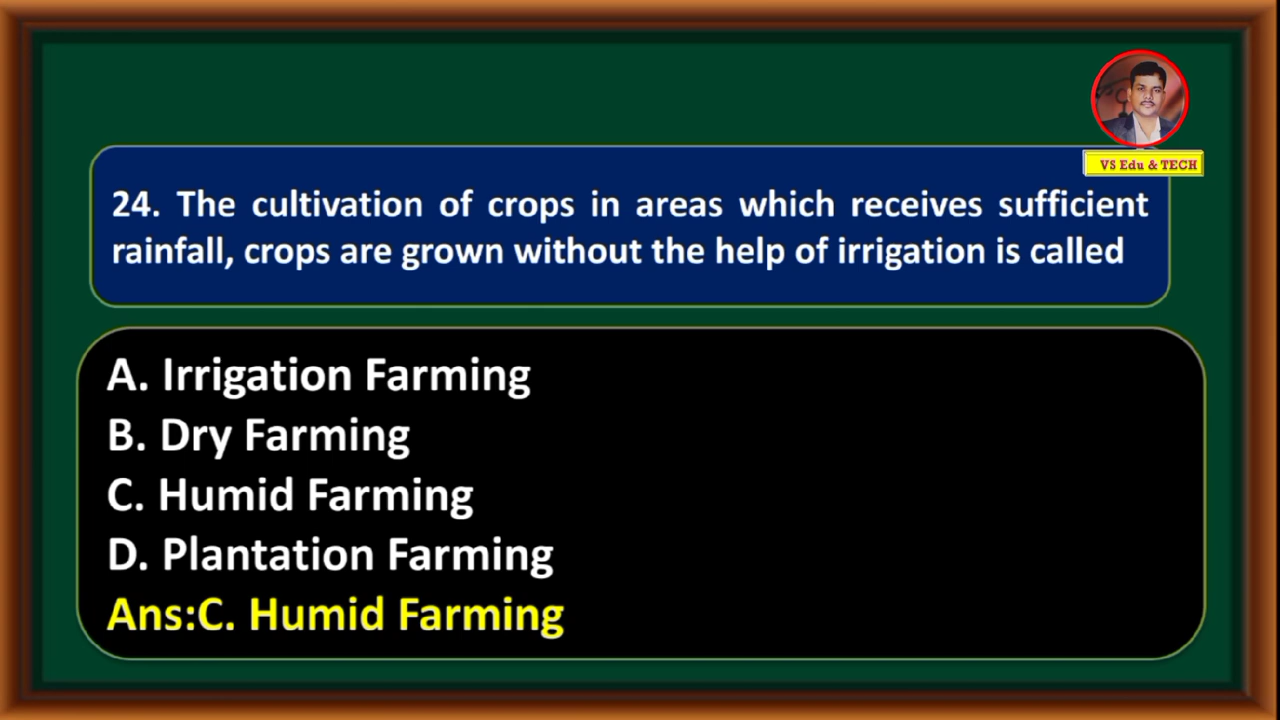 VS Edu & TECH
24. The cultivation of crops in areas which receives sufficient
rainfall, crops are grown without the help of irrigation is called
A. Irrigation Farming
B. Dry Farming
C. Humid Farming
D. Plantation Farming
Ans:C. Humid Farming